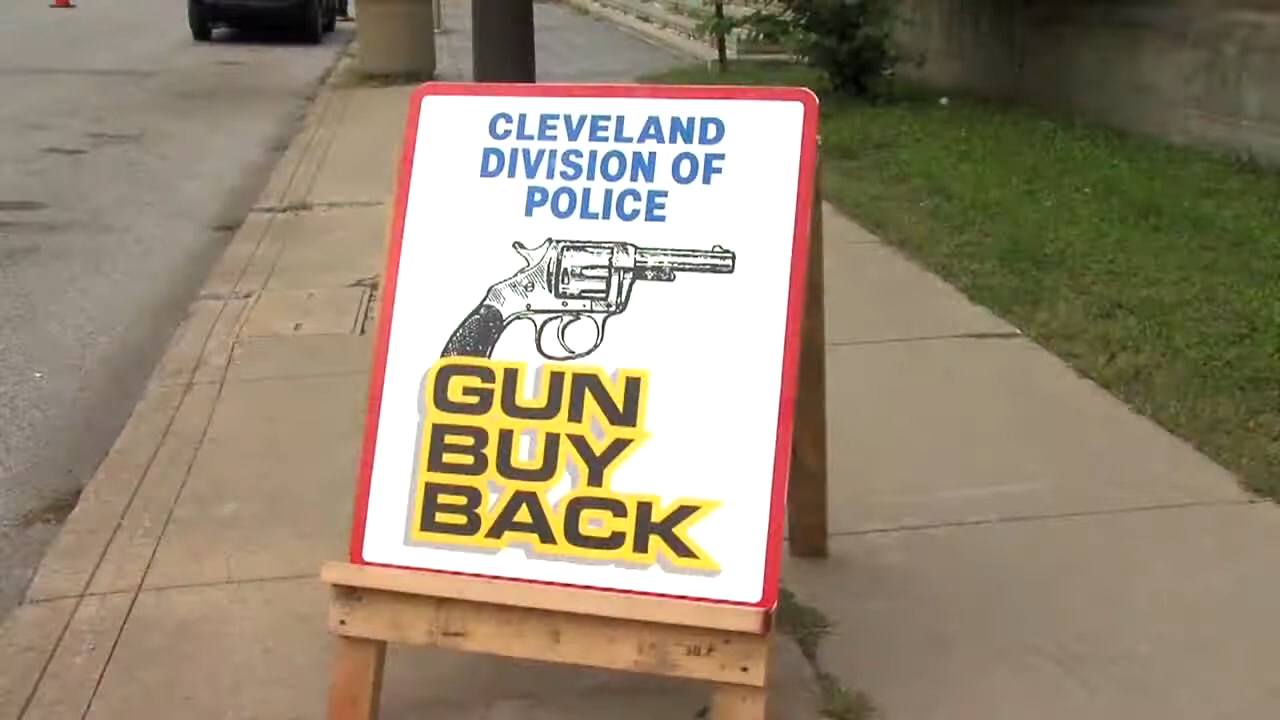 CLEVELAND
DIVISION OF
POLICE
GUN
BUY
BACK